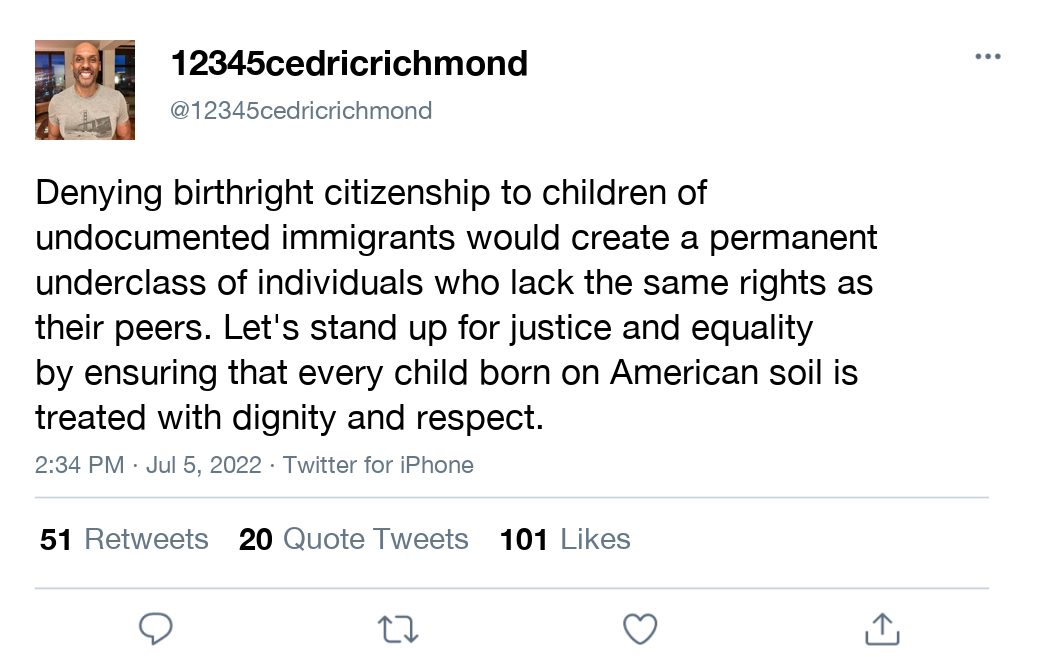 12345cedricrichmond
@12345cedricrichmond
Denying birthright citizenship to children of
undocumented immigrants would create a permanent
underclass of individuals who lack the same rights as
their peers. Let's stand up for justice and equality
by ensuring that every child born on American soil is
treated with dignity and respect.
2:34 PM · Jul 5, 2022 · Twitter for iPhone
51 Retweets 20 Quote Tweets 101 Likes